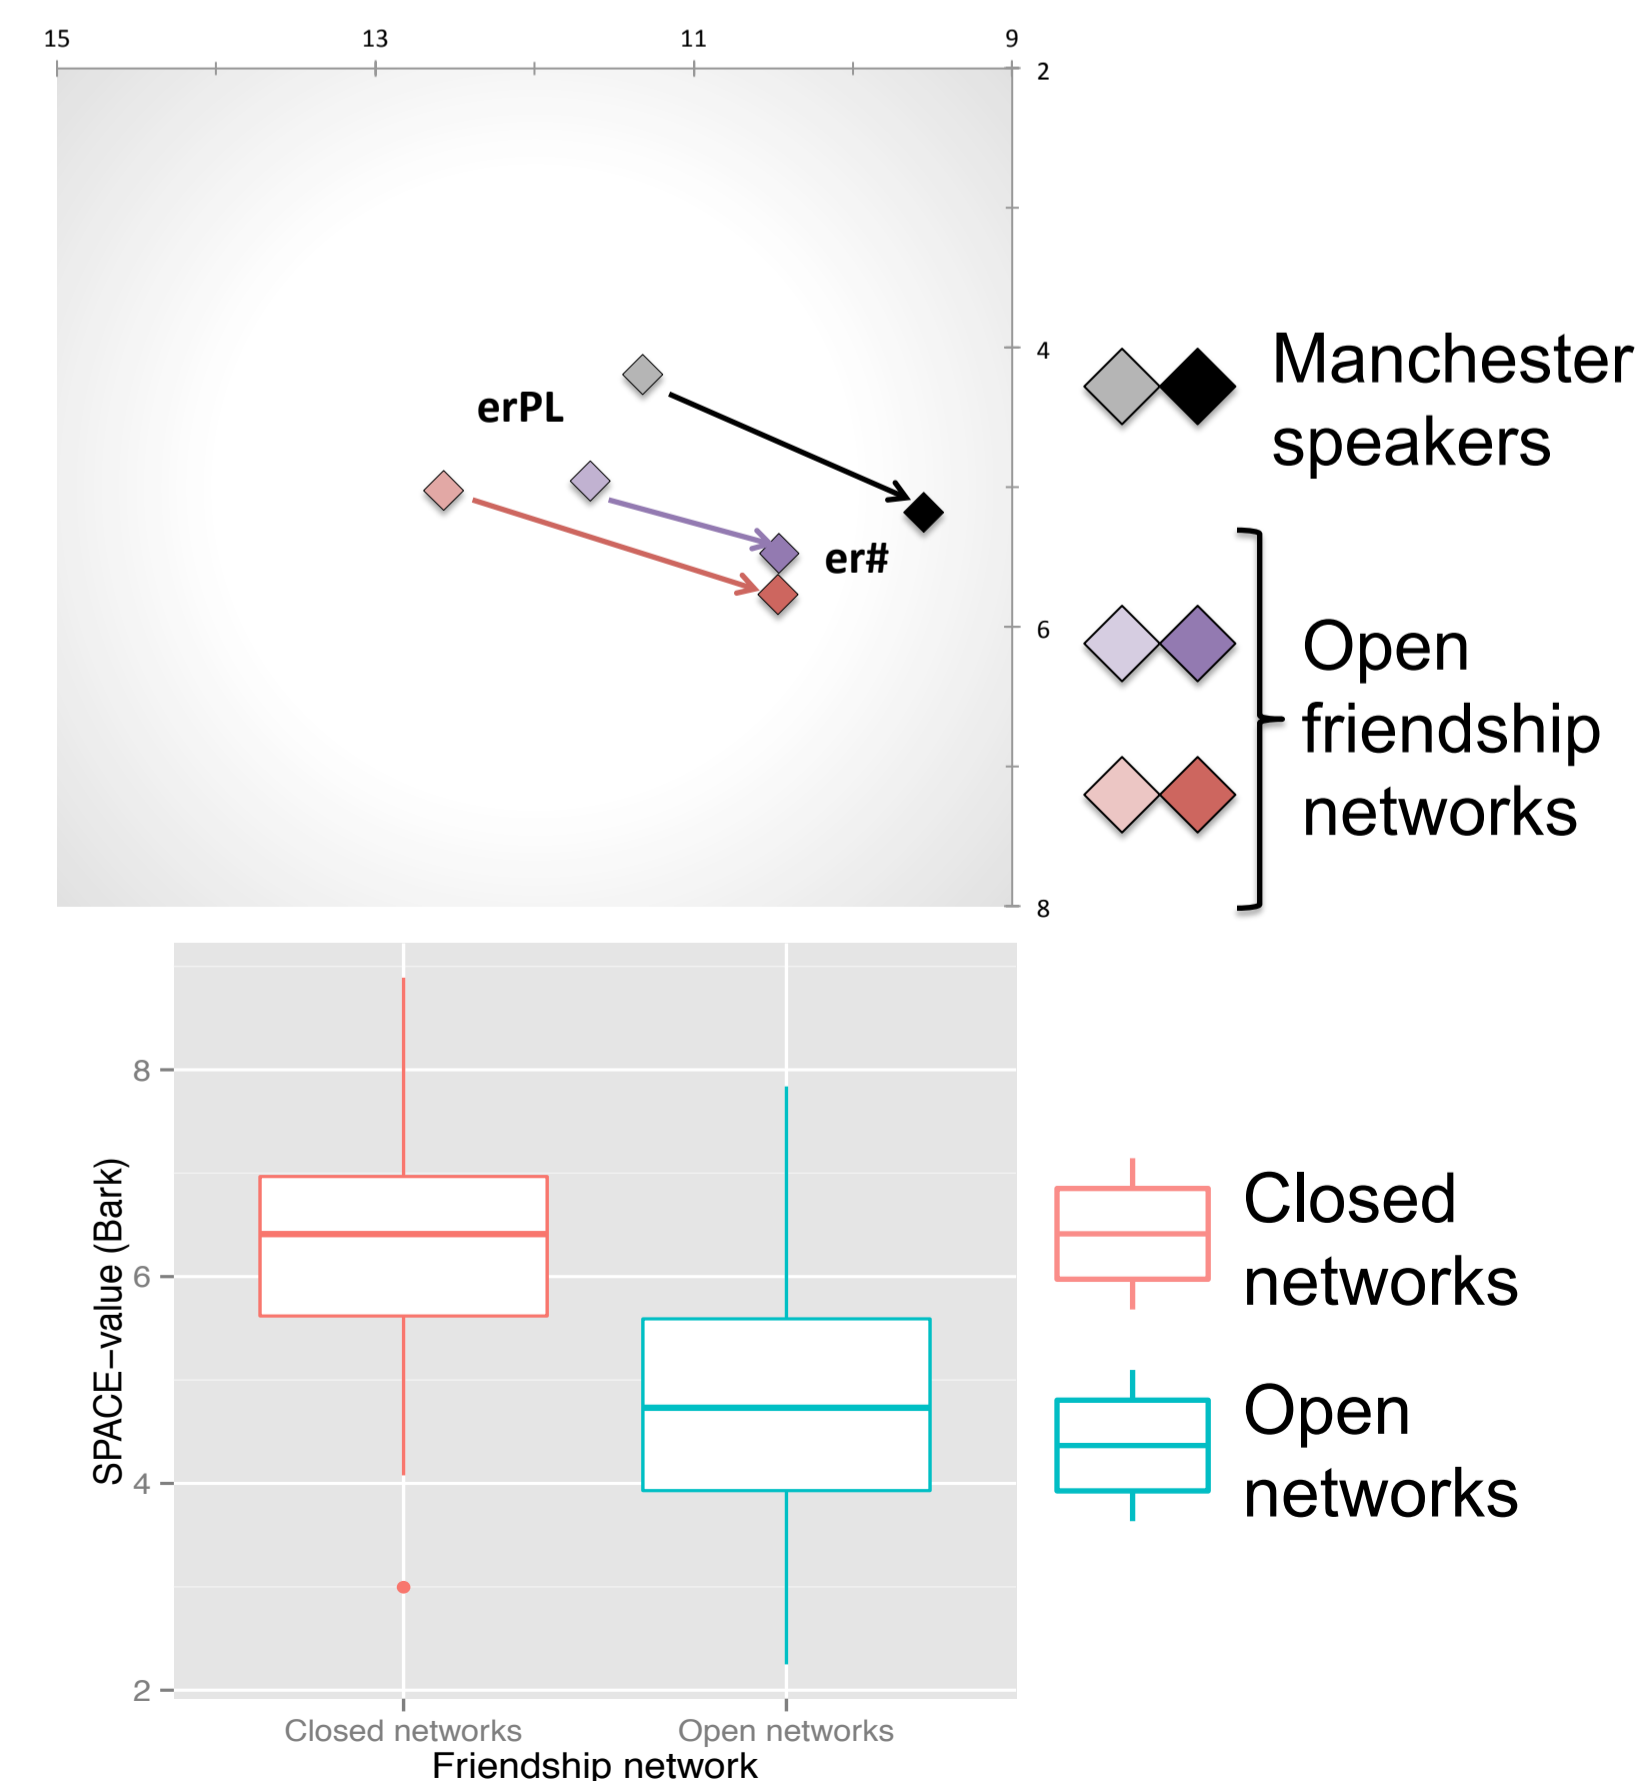 15 13 11 9
2
4
6
8
erPL
er#
Manchester
speakers
Open
friendship
networks
8
6
4
2
SPACE–value (Bark)
Closed networks Open networks
Friendship network
Closed
networks
Open
networks